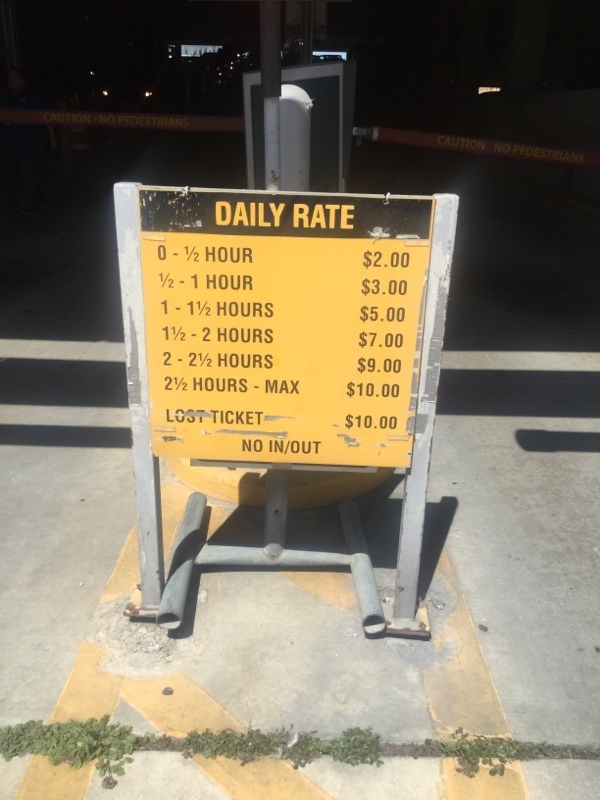 CAUTION - NO PEDESTRIANS
CAUTION NO PEDESTRIANS
DAILY RATE
0 - ½ HOUR $2.00
½ - 1 HOUR $3.00
1 - 1½ HOURS $5.00
1½ - 2 HOURS $7.00
2 - 2½ HOURS $9.00
2½ HOURS - MAX $10.00
LOST TICKET $10.00
NO IN/OUT